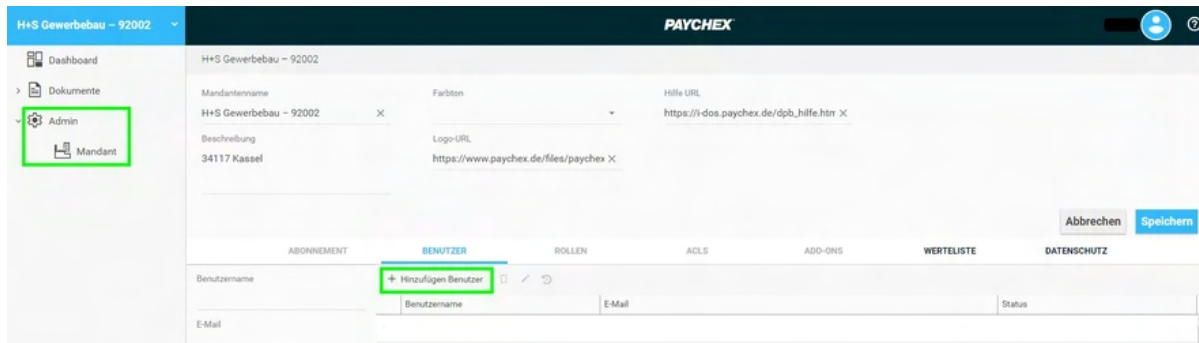 H+S Gewerbebau – 92002
PAYCHEX
Dashboard
Dokumente
Admin
Mandant
H+S Gewerbebau – 92002
Mandantenname
Farbton
Hilfe URL
H+S Gewerbebau – 92002
https://i-dos.paychex.de/dpb_hilfe.htm
Beschreibung
Logo-URL
34117 Kassel
https://www.paychex.de/files/paychex
Abbrechen
Speichern
ABONNEMENT
BENUTZER
ROLLEN
ACLS
ADD-ONS
WERTELISTE
DATENSCHUTZ
Benutzername
+ Hinzufügen Benutzer
Benutzername
E-Mail
Status
E-Mail